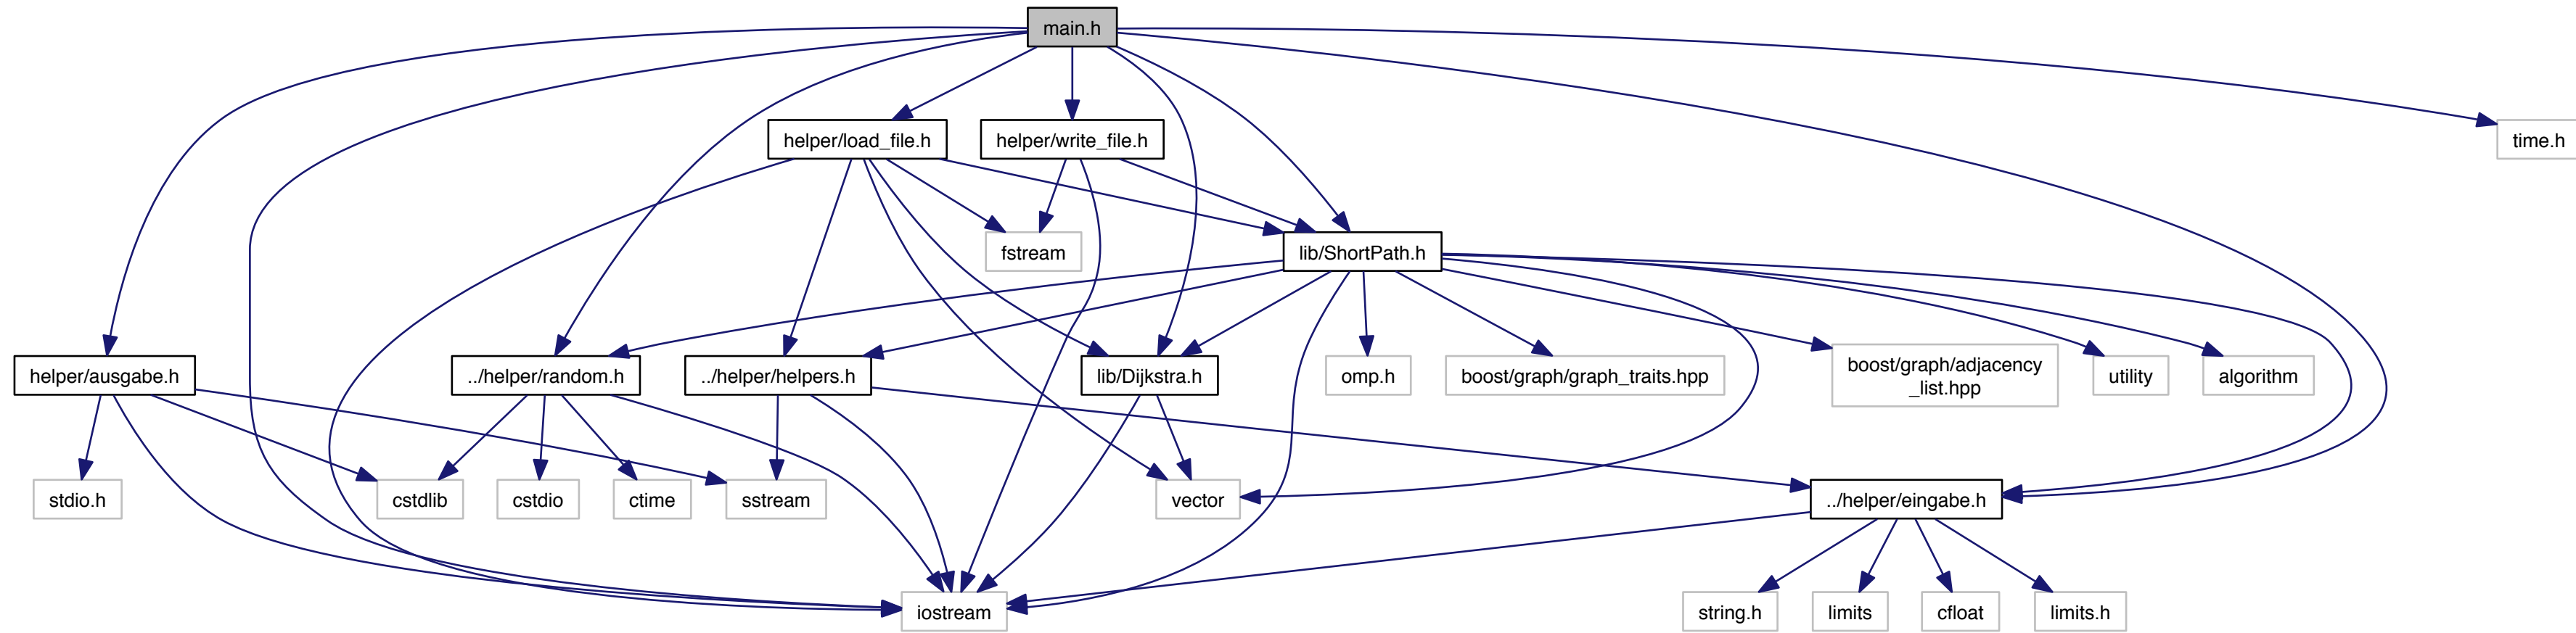 main.h
helper/load_file.h
helper/write_file.h
time.h
fstream
lib/ShortPath.h
helper/ausgabe.h
../helper/random.h
../helper/helpers.h
lib/Dijkstra.h
omp.h
boost/graph/graph_traits.hpp
boost/graph/adjacency
_list.hpp
utility
algorithm
stdio.h
cstdlib
cstdio
ctime
sstream
vector
../helper/eingabe.h
iostream
string.h
limits
cfloat
limits.h